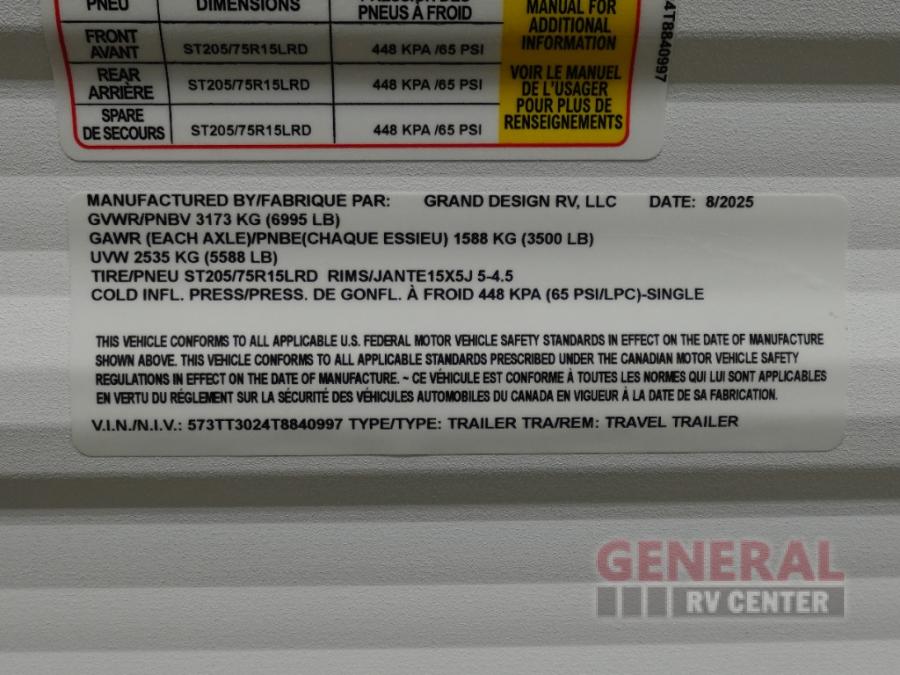 PNEU DIMENSIONS PRESSION DES PNEUS À FROID
MANUAL FOR
ADDITIONAL
INFORMATION
FRONT
AVANT ST205/75R15LRD 448 KPA /65 PSI
REAR
ARRIÈRE ST205/75R15LRD 448 KPA /65 PSI
SPARE
DE SECOURS ST205/75R15LRD 448 KPA /65 PSI
VOIR LE MANUEL
DE L'USAGER
POUR PLUS DE
RENSEIGNEMENTS
4T8840997
MANUFACTURED BY/FABRIQUE PAR: GRAND DESIGN RV, LLC DATE: 8/2025
GVWR/PNBV 3173 KG (6995 LB)
GAWR (EACH AXLE)/PNBE(CHAQUE ESSIEU) 1588 KG (3500 LB)
UVW 2535 KG (5588 LB)
TIRE/PNEU ST205/75R15LRD RIMS/JANTE15X5J 5-4.5
COLD INFL. PRESS/PRESS. DE GONFL. À FROID 448 KPA (65 PSI/LPC)-SINGLE
THIS VEHICLE CONFORMS TO ALL APPLICABLE U.S. FEDERAL MOTOR VEHICLE SAFETY STANDARDS IN EFFECT ON THE DATE OF MANUFACTURE
SHOWN ABOVE. THIS VEHICLE CONFORMS TO ALL APPLICABLE STANDARDS PRESCRIBED UNDER THE CANADIAN MOTOR VEHICLE SAFETY
REGULATIONS IN EFFECT ON THE DATE OF MANUFACTURE. ~ CE VÉHICULE EST CONFORME À TOUTES LES NORMES QUI LUI SONT APPLICABLES
EN VERTU DU RÉGLEMENT SUR LA SÉCURITÉ DES VÉHICULES AUTOMOBILES DU CANADA EN VIGUEUR À LA DATE DE SA FABRICATION.
V.I.N./N.I.V.: 573TT3024T8840997 TYPE/TYPE: TRAILER TRA/REM: TRAVEL TRAILER
GENERAL
RV CENTER